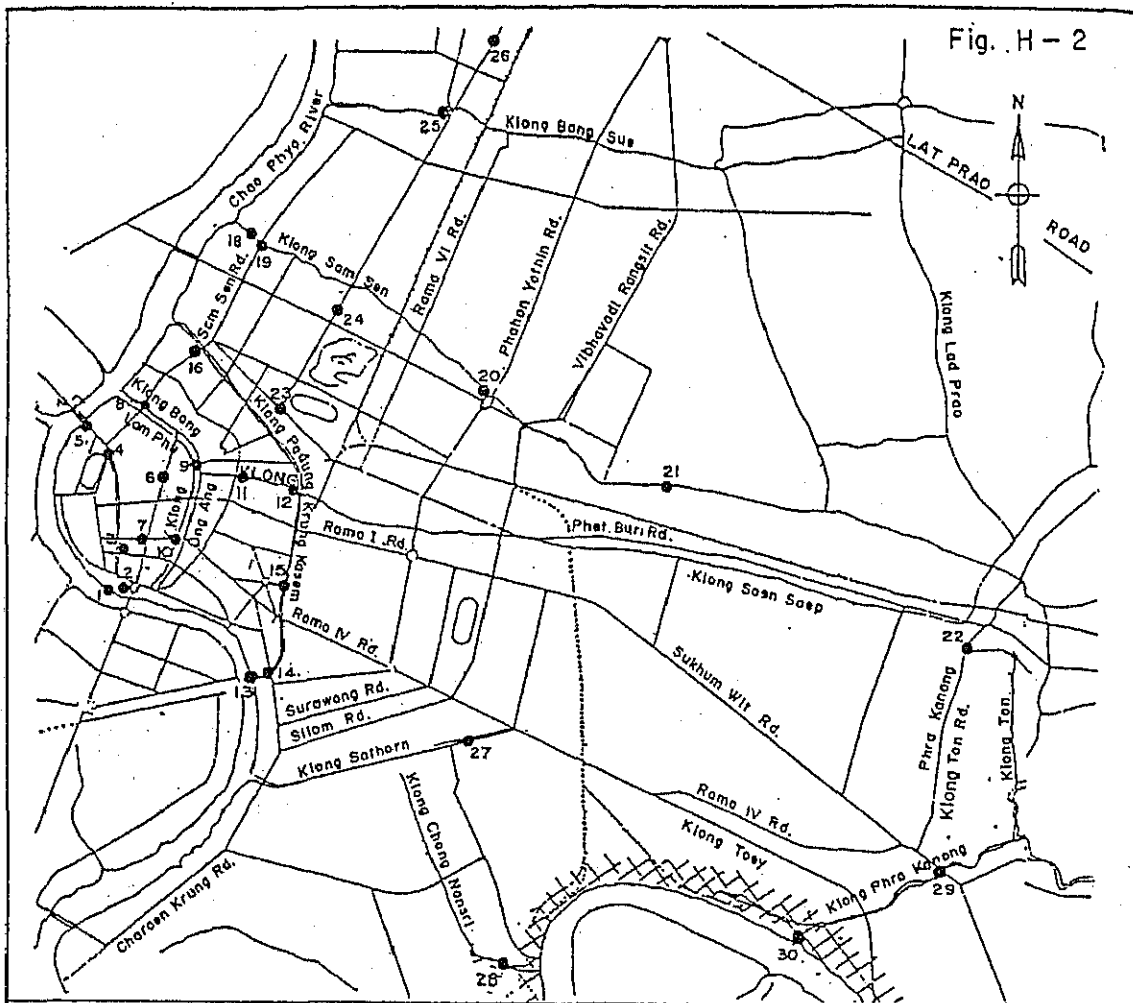 Fig. H - 2
26
25
Klong Bang Sue
Chao Phya River
N
LAT PRAO
ROAD
18
19
Klong Sam Sen
Sam Sen Rd.
Rama VI Rd.
Phahon Yothin Rd.
Vibhavadi Rangsit Rd.
Klong Lad Prao
24
16
20
23
8
Klong Bang
Lam Phu
Klong Padung
Krung Kasem
5
4
6
9
KLONG
11
12
21
Klong
Ong Ang
7
10
Rama I Rd.
Phet Buri Rd.
Klong Saen Saep
1
2
15
Rama IV Rd.
22
Sukhum Wit Rd.
14
13
Surawong Rd.
Silom Rd.
Klong Sathorn
27
Phra Kanong
Klong Tan Rd.
Klong Tan
Klong Chong Nonsri
Rama IV Rd.
Klong Toey
Klong Phra Kanong
29
Charoen Krung Rd.
30
28